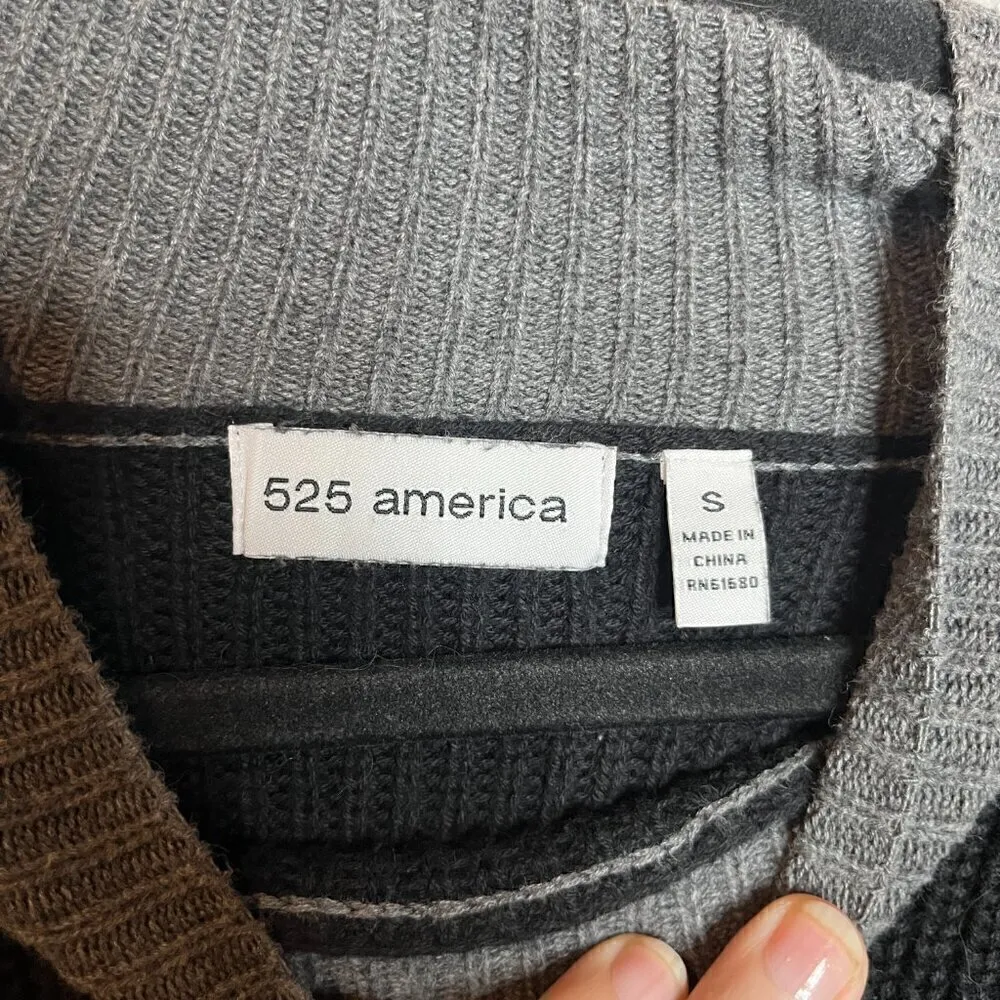 525 america
S
MADE IN
CHINA
RN61680